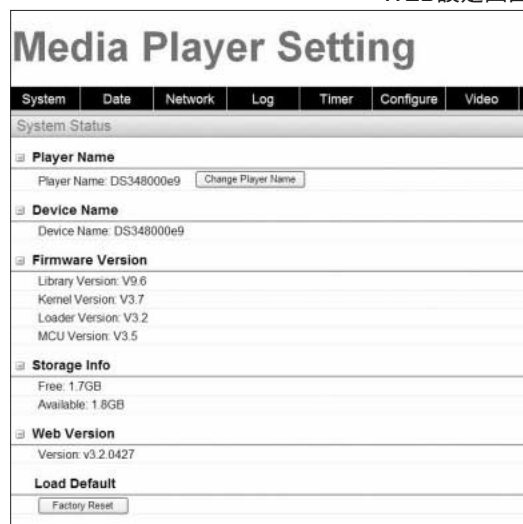 Media Player Setting
System Date Network Log Timer Configure Video
System Status
Player Name
Player Name: DS348000e9 Change Player Name
Device Name
Device Name: DS348000e9
Firmware Version
Library Version: V9.6
Kernel Version: V3.7
Loader Version: V3.2
MCU Version: V3.5
Storage Info
Free: 1.7GB
Available: 1.8GB
Web Version
Version: v3.2.0427
Load Default
Factory Reset